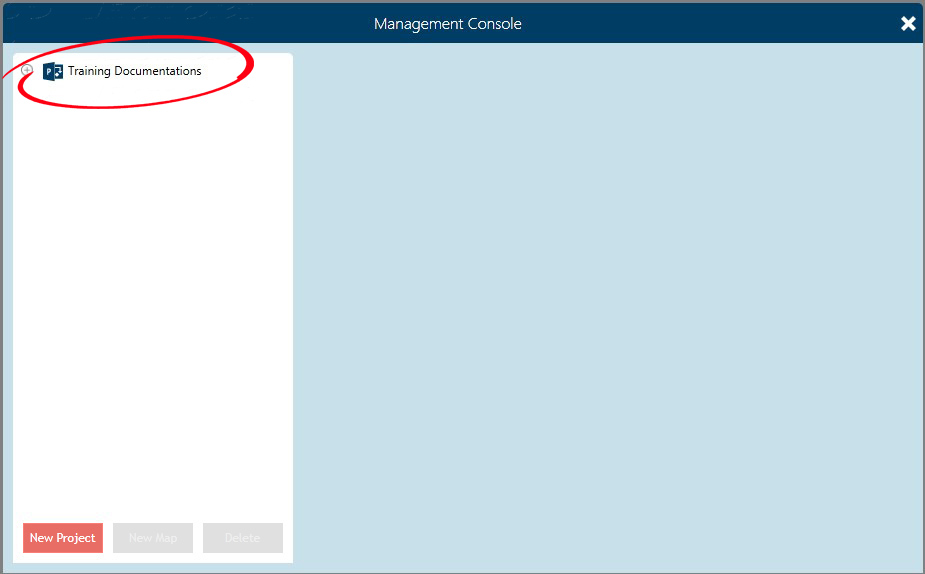 Management Console
Training Documentations
New Project
New Map
Delete